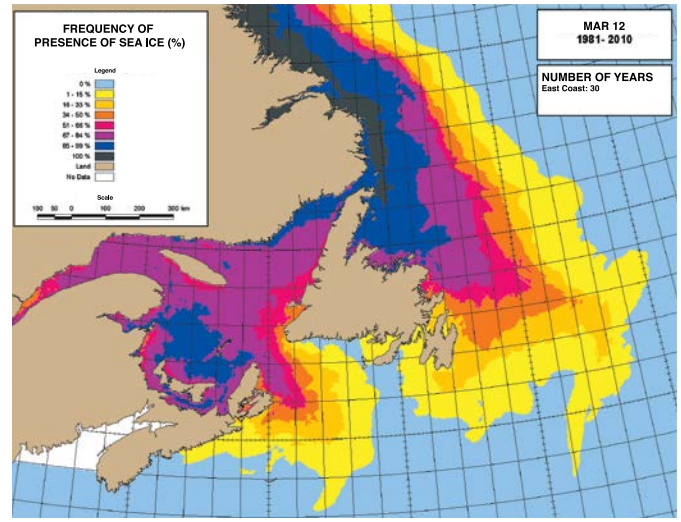 FREQUENCY OF
PRESENCE OF SEA ICE (%)
Legend
0 %
1 - 15 %
16 - 33 %
34 - 50 %
51 - 66 %
67 - 84 %
85 - 99 %
100 %
Land
No Data
Scale
100 50 0 100 200 300 km
MAR 12
1981- 2010
NUMBER OF YEARS
East Coast: 30